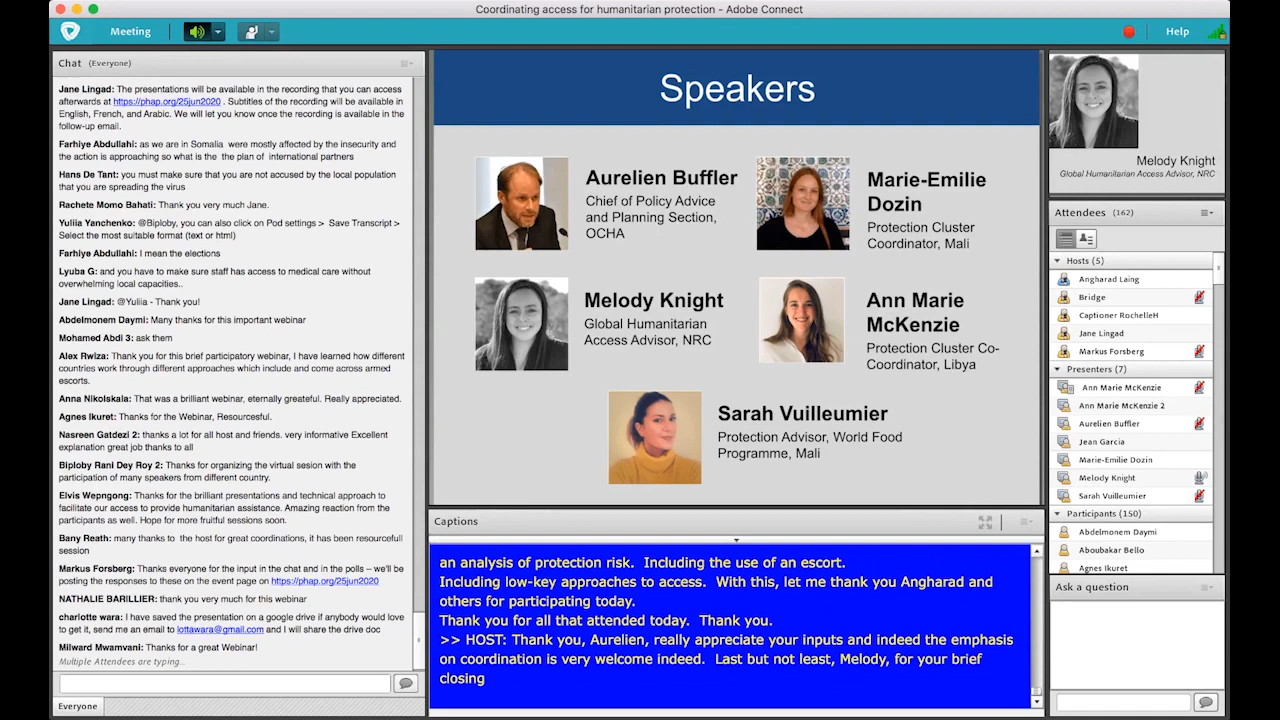 Coordinating access for humanitarian protection - Adobe Connect
Meeting
Help
Chat (Everyone)
Jane Lingad: The presentations will be available in the recording that you can access
afterwards at https://phap.org/25jun2020 . Subtitles of the recording will be available in
English, French, and Arabic. We will let you know once the recording is available in the
follow-up email.
Farhiye Abdullahi: as we are in Somalia were mostly affected by the insecurity and
the action is approaching so what is the the plan of international partners
Hans De Tant: you must make sure that you are not accused by the local population
that you are spreading the virus
Rachete Momo Bahati: Thank you very much Jane.
Yuliia Yanchenko: @Biploby, you can also click on Pod settings > Save Transcript >
Select the most suitable format (text or html)
Farhiye Abdullahi: I mean the elections
Lyuba G: and you have to make sure staff has access to medical care without
overwhelming local capacities..
Jane Lingad: @Yuliia - Thank you!
Abdelmonem Daymi: Many thanks for this important webinar
Mohamed Abdi 3: ask them
Alex Rwiza: Thank you for this brief participatory webinar, I have learned how different
countries work through different approaches which include and come across armed
escorts.
Anna Nikolskaia: That was a brilliant webinar, eternally greateful. Really appreciated.
Agnes Ikuret: Thanks for the Webinar, Resourcesful.
Nasreen Gatdezi 2: thanks a lot for all host and friends. very informative Excellent
explanation great job thanks to all
Biploby Rani Dey Roy 2: Thanks for organizing the virtual sesion with the
participation of many speakers from different country.
Elvis Wepngong: Thanks for the brilliant presentations and technical approach to
facilitate our access to provide humanitarian assistance. Amazing reaction from the
participants as well. Hope for more fruitful sessions soon.
Bany Reath: many thanks to the host for great coordinations, it has been resourcefull
session
Markus Forsberg: Thanks everyone for the input in the chat and in the polls – we'll be
posting the responses to these on the event page on https://phap.org/25jun2020
NATHALIE BARILLIER: thank you very much for this webinar
charlotte wara: I have saved the presentation on a google drive if anybody would love
to get it, send me an email to lottawara@gmail.com and I will share the drive doc
Milward Mwamvani: Thanks for a great Webinar!
Multiple Attendees are typing...
Everyone
Speakers
Aurelien Buffler
Chief of Policy Advice
and Planning Section,
OCHA
Marie-Emilie
Dozin
Protection Cluster
Coordinator, Mali
Melody Knight
Global Humanitarian
Access Advisor, NRC
Ann Marie
McKenzie
Protection Cluster Co-
Coordinator, Libya
Sarah Vuilleumier
Protection Advisor, World Food
Programme, Mali
Captions
an analysis of protection risk. Including the use of an escort.
Including low-key approaches to access. With this, let me thank you Angharad and
others for participating today.
Thank you for all that attended today. Thank you.
>> HOST: Thank you, Aurelien, really appreciate your inputs and indeed the emphasis
on coordination is very welcome indeed. Last but not least, Melody, for your brief
closing
Melody Knight
Global Humanitarian Access Advisor, NRC
Attendees (162)
Hosts (5)
Angharad Laing
Bridge
Captioner RochelleH
Jane Lingad
Markus Forsberg
Presenters (7)
Ann Marie McKenzie
Ann Marie McKenzie 2
Aurelien Buffler
Jean Garcia
Marie-Emilie Dozin
Melody Knight
Sarah Vuilleumier
Participants (150)
Abdelmonem Daymi
Aboubakar Bello
Agnes Ikuret
Ask a question